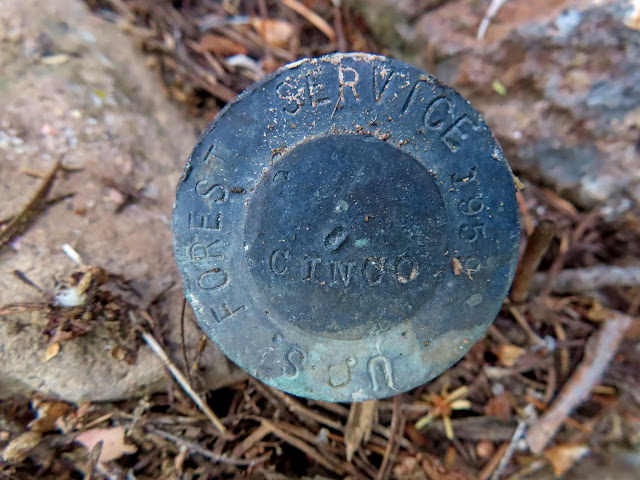 U.S. FOREST SERVICE 1959
CINCO